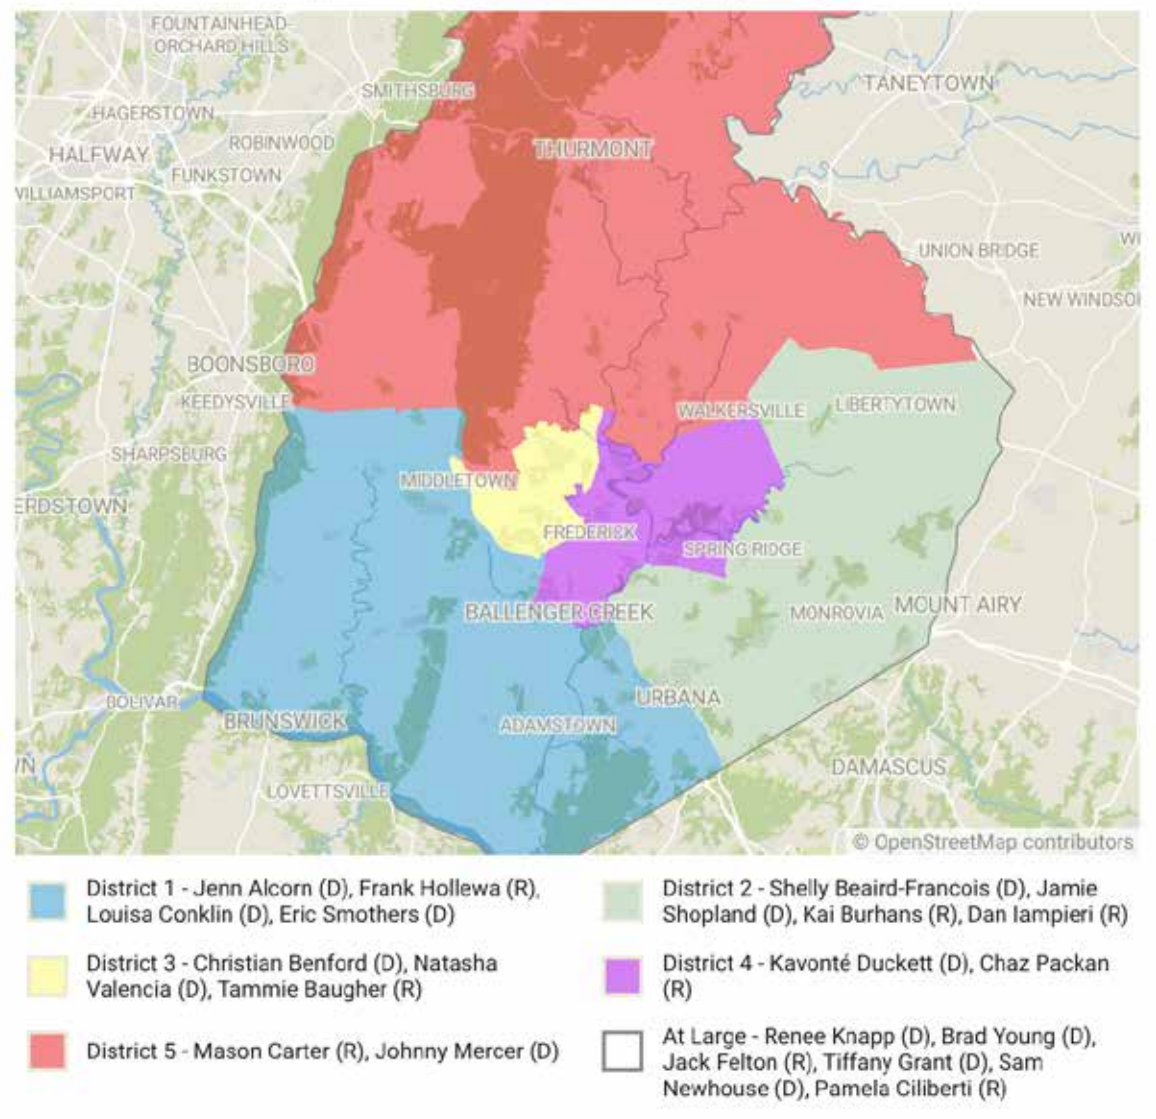 FOUNTAINHEAD-
ORCHARD HILLS
SMITHSBURG
TANEYTOWN
HAGERSTOWN
ROBINWOOD
HALFWAY
THURMONT
FUNKSTOWN
WILLIAMSPORT
UNION BRIDGE
NEW WINDSO
BOONSBORO
KEEDYSVILLE
WALKERSVILLE
LIBERTYTOWN
SHARPSBURG
MIDDLETOWN
ERDSTOWN
FREDERICK
SPRING RIDGE
BALLENGER CREEK
MONROVIA
MOUNT AIRY
BOLIVAR
URBANA
BRUNSWICK
ADAMSTOWN
DAMASCUS
LOVETTSVILLE
© OpenStreetMap contributors
District 1 - Jenn Alcorn (D), Frank Hollewa (R),
Louisa Conklin (D), Eric Smothers (D)
District 2 - Shelly Beaird-Francois (D), Jamie
Shopland (D), Kai Burhans (R), Dan Iampieri (R)
District 3 - Christian Benford (D), Natasha
Valencia (D), Tammie Baugher (R)
District 4 - Kavonté Duckett (D), Chaz Packan
(R)
District 5 - Mason Carter (R), Johnny Mercer (D)
At Large - Renee Knapp (D), Brad Young (D),
Jack Felton (R), Tiffany Grant (D), Sam
Newhouse (D), Pamela Ciliberti (R)